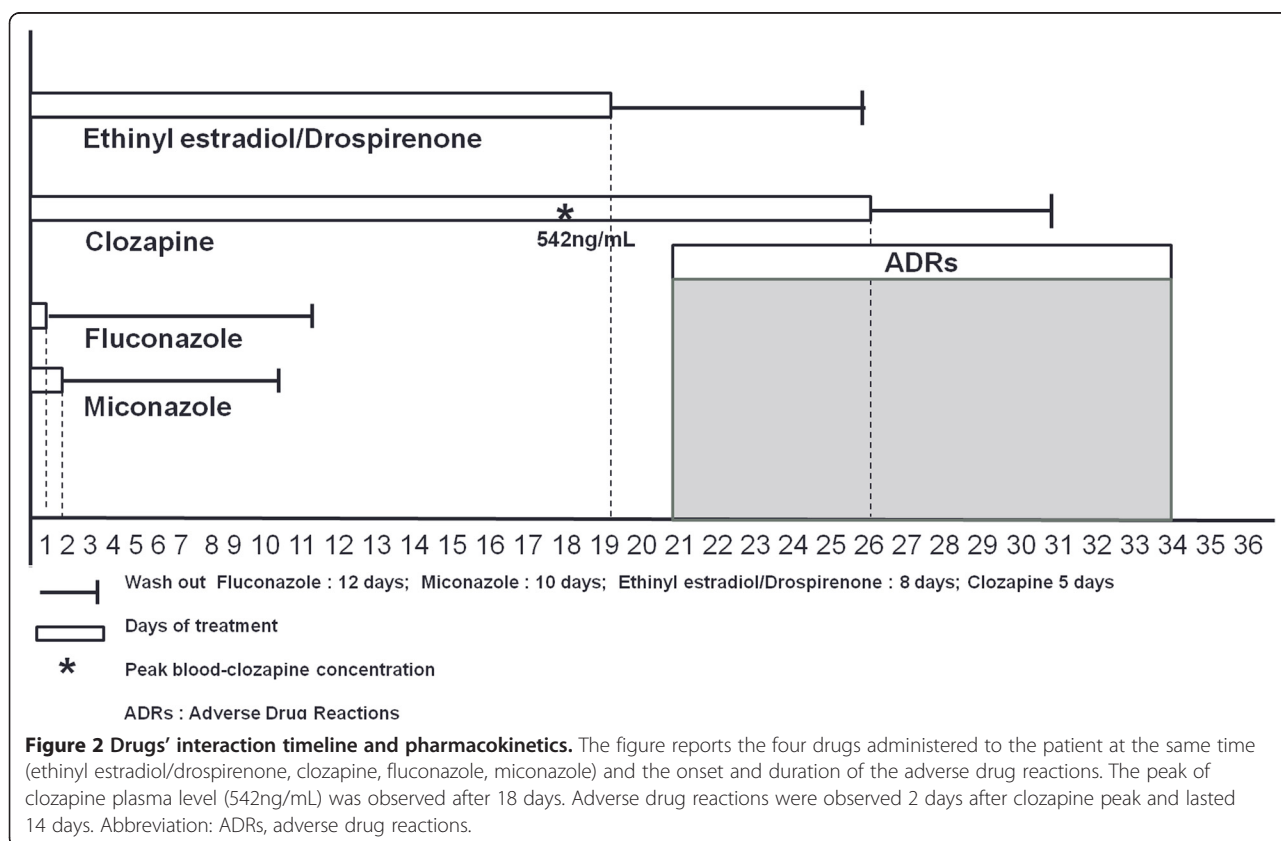 Ethinyl estradiol/Drospirenone
*
542ng/mL
Clozapine
ADRs
Fluconazole
Miconazole
1 2 3 4 5 6 7 8 9 10 11 12 13 14 15 16 17 18 19 20 21 22 23 24 25 26 27 28 29 30 31 32 33 34 35 36
Wash out Fluconazole : 12 days; Miconazole : 10 days; Ethinyl estradiol/Drospirenone : 8 days; Clozapine 5 days
Days of treatment
* Peak blood-clozapine concentration
ADRs : Adverse Drug Reactions
Figure 2 Drugs' interaction timeline and pharmacokinetics. The figure reports the four drugs administered to the patient at the same time
(ethinyl estradiol/drospirenone, clozapine, fluconazole, miconazole) and the onset and duration of the adverse drug reactions. The peak of
clozapine plasma level (542ng/mL) was observed after 18 days. Adverse drug reactions were observed 2 days after clozapine peak and lasted
14 days. Abbreviation: ADRs, adverse drug reactions.